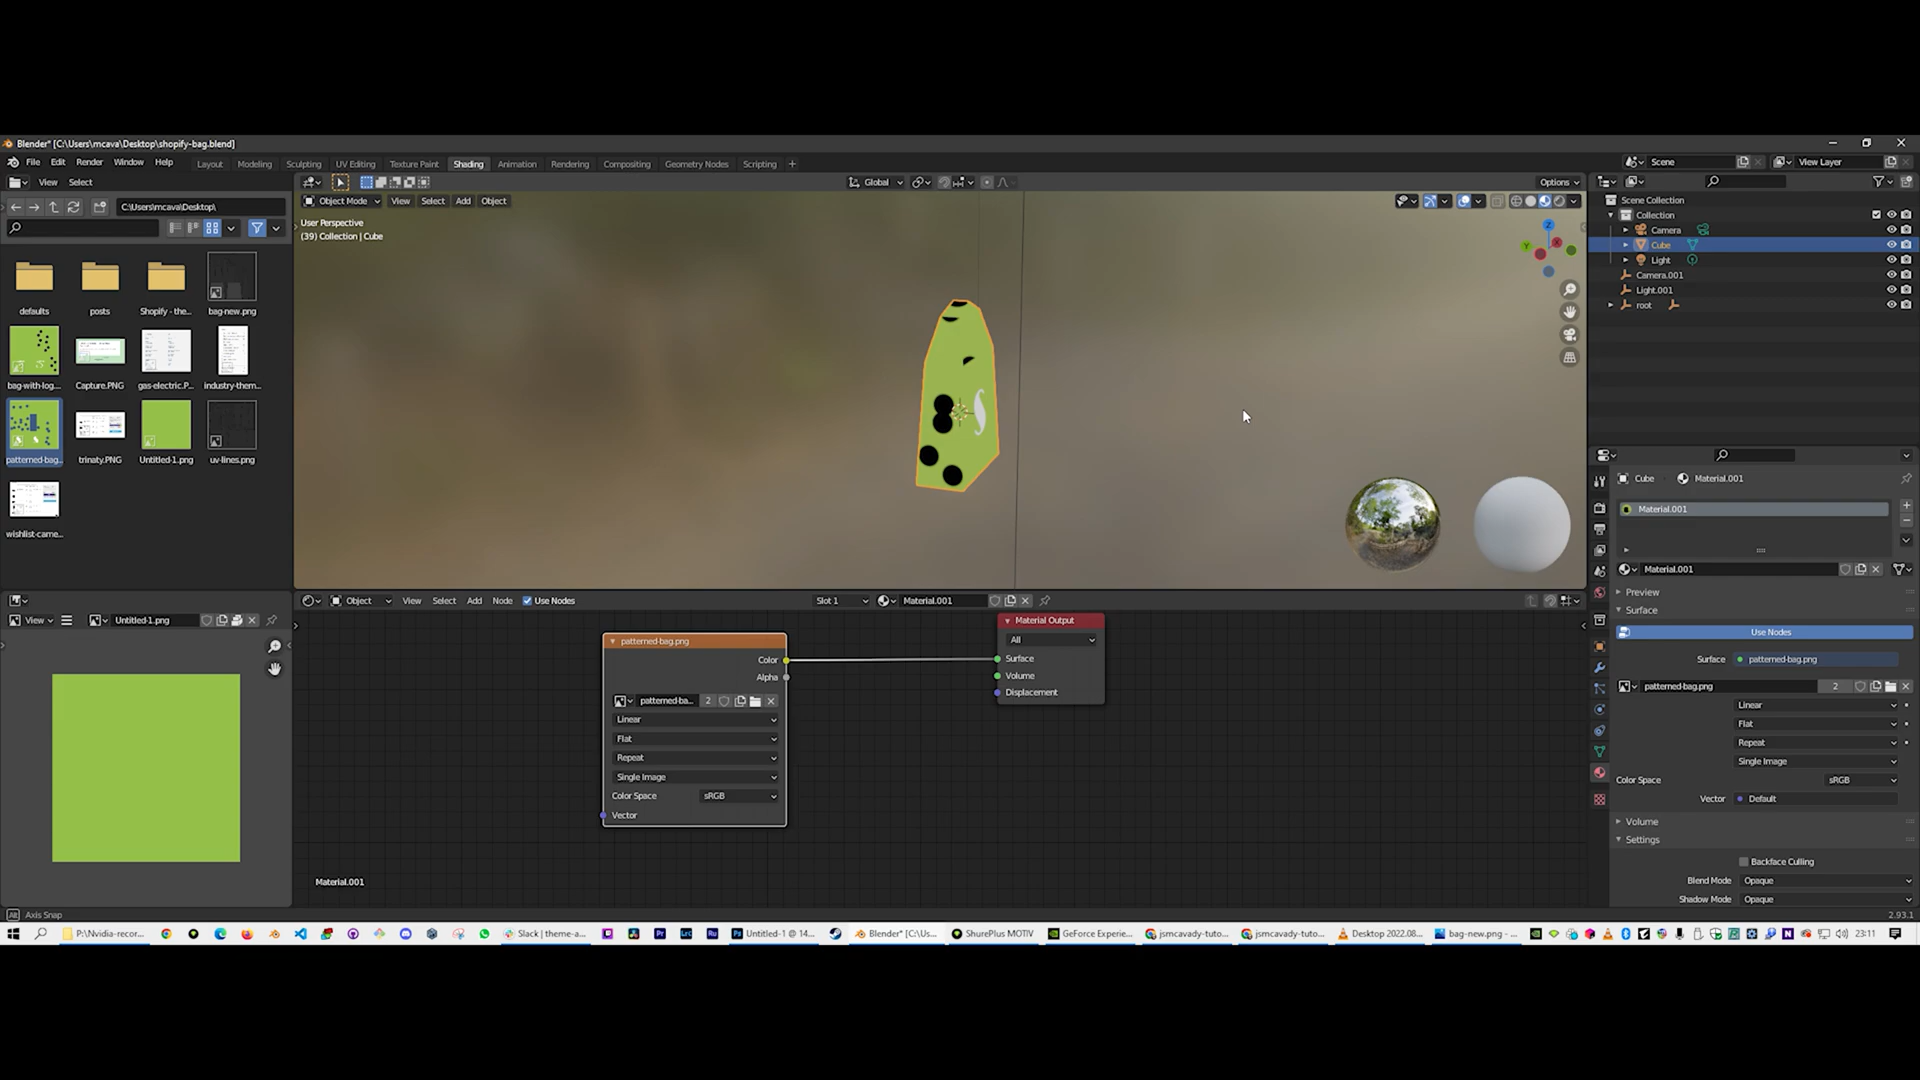 Blender* [C:\Users\mcava\Desktop\shopify-bag.blend]
File Edit Render Window Help
Layout Modeling Sculpting UV Editing Texture Paint Shading Animation Rendering Compositing Geometry Nodes Scripting +
Scene
View Layer
View Select
Global
Options
C:\Users\mcava\Desktop\
Object Mode View Select Add Object
User Perspective
(39) Collection | Cube
Scene Collection
Collection
Camera
Cube
Light
Camera.001
Light.001
root
defaults
posts
Shopify - the...
bag-new.png
bag-with-log...
Capture.PNG
gas-electric.P...
industry-them...
patterned-bag...
trinaty.PNG
Untitled-1.png
uv-lines.png
wishlist-came...
Cube Material.001
Material.001
Material.001
Preview
Surface
Use Nodes
Surface patterned-bag.png
patterned-bag.png 2
Linear
Flat
Repeat
Single Image
Color Space sRGB
Vector Default
Volume
Settings
Backface Culling
Blend Mode Opaque
Shadow Mode Opaque
View Untitled-1.png
Object View Select Add Node Use Nodes
Slot 1
Material.001
patterned-bag.png
Color
Alpha
patterned-ba... 2
Linear
Flat
Repeat
Single Image
Color Space sRGB
Vector
Material Output
All
Surface
Volume
Displacement
Material.001
Axis Snap
2.93.1
P:\Nvidia-recor...
Slack | theme-a...
Untitled-1 @ 14...
Blender* [C:\Us...
ShurePlus MOTIV
GeForce Experie...
jsmcavady-tuto...
jsmcavady-tuto...
Desktop 2022.08...
bag-new.png - ...
23:11